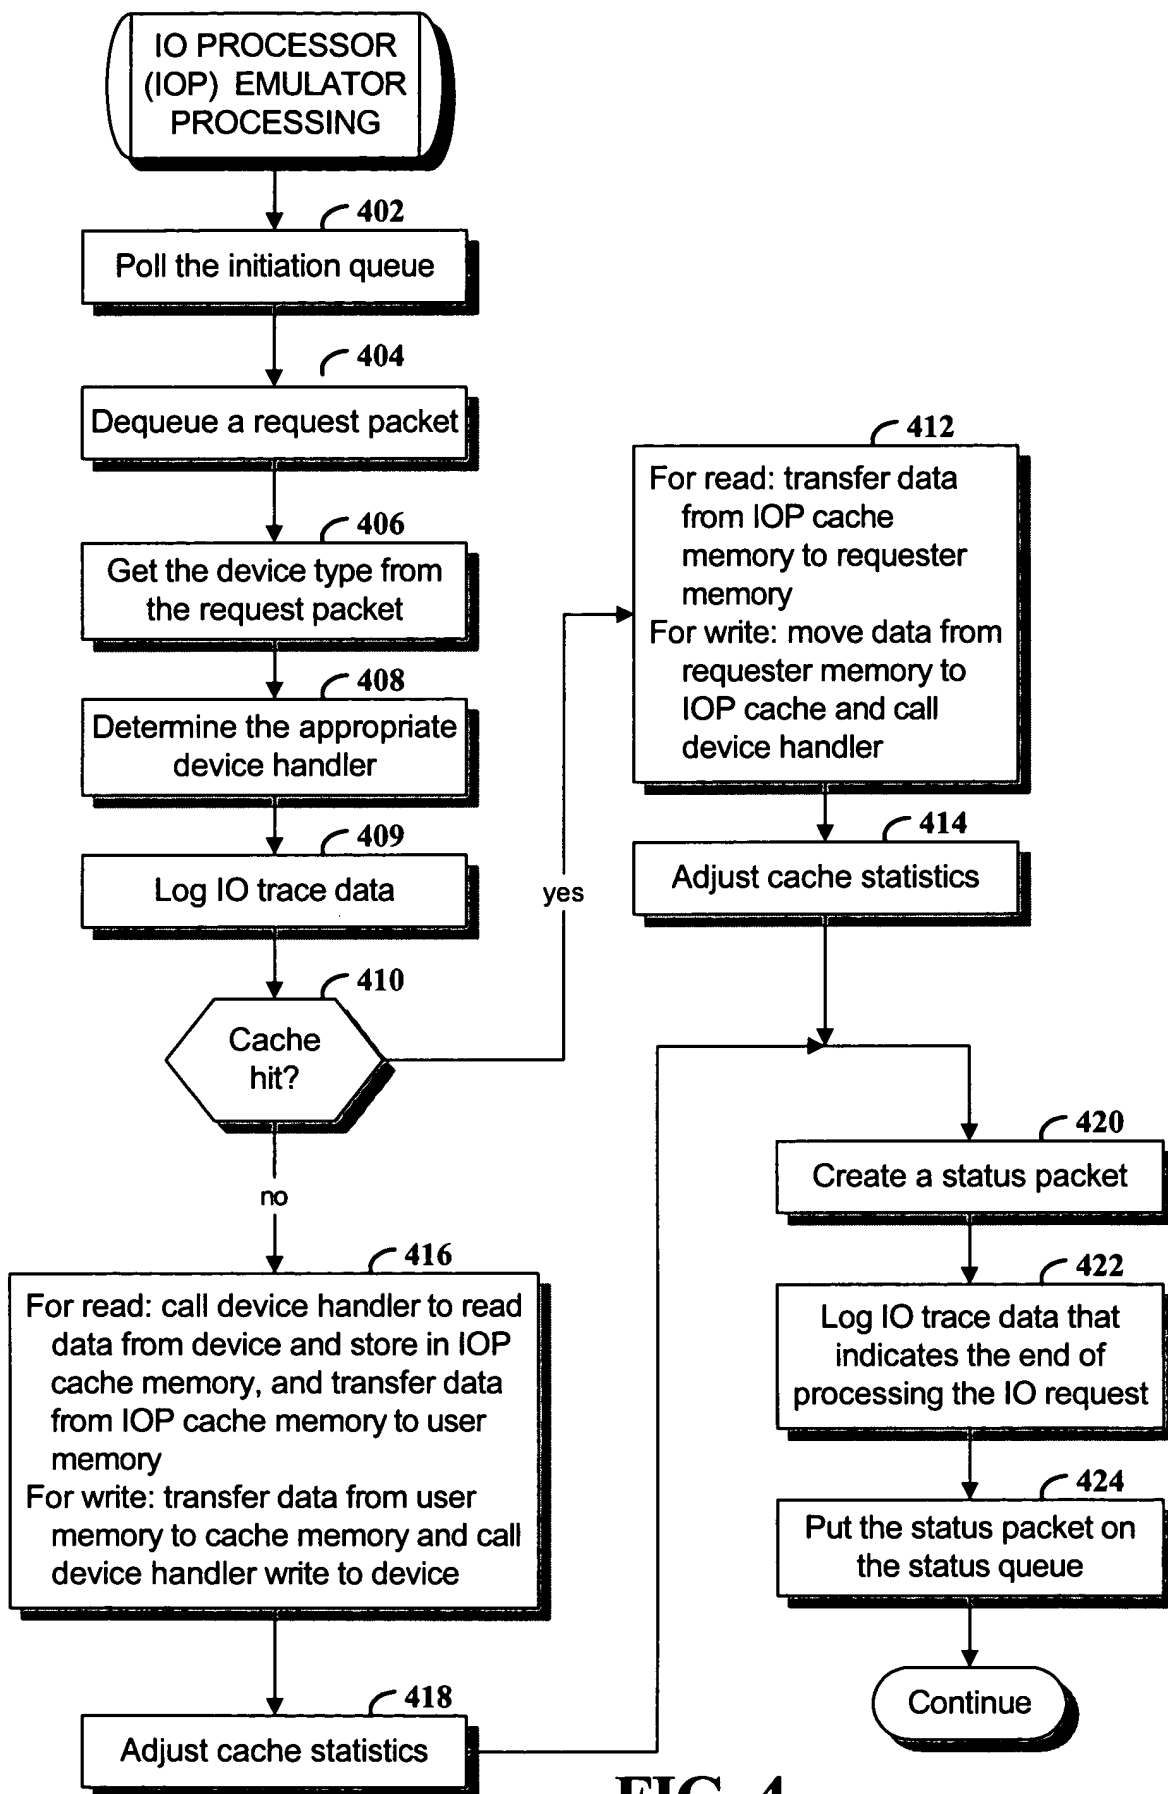 IO PROCESSOR
(IOP) EMULATOR
PROCESSING
402
Poll the initiation queue
404
Dequeue a request packet
406
Get the device type from
the request packet
408
Determine the appropriate
device handler
409
Log IO trace data
410
Cache
hit?
yes
no
412
For read: transfer data
from IOP cache
memory to requester
memory
For write: move data from
requester memory to
IOP cache and call
device handler
414
Adjust cache statistics
416
For read: call device handler to read
data from device and store in IOP
cache memory, and transfer data
from IOP cache memory to user
memory
For write: transfer data from user
memory to cache memory and call
device handler write to device
418
Adjust cache statistics
420
Create a status packet
422
Log IO trace data that
indicates the end of
processing the IO request
424
Put the status packet on
the status queue
Continue
FIG. 4